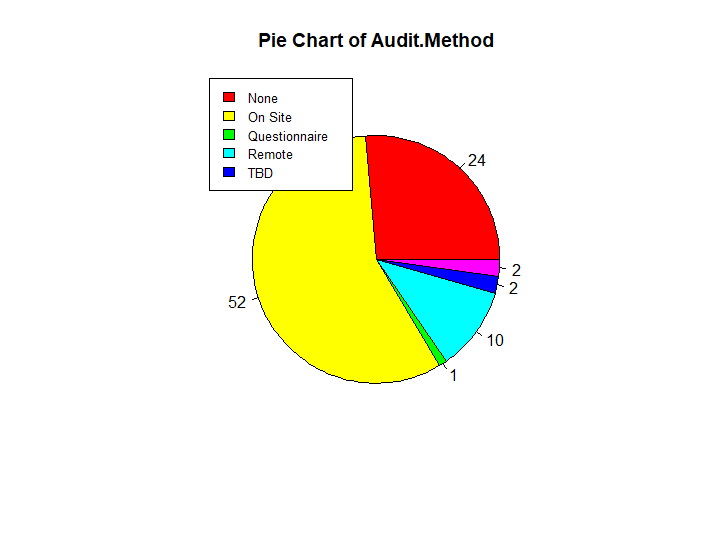 Pie Chart of Audit.Method
None
On Site
Questionnaire
Remote
TBD
24
52
1
10
2
2